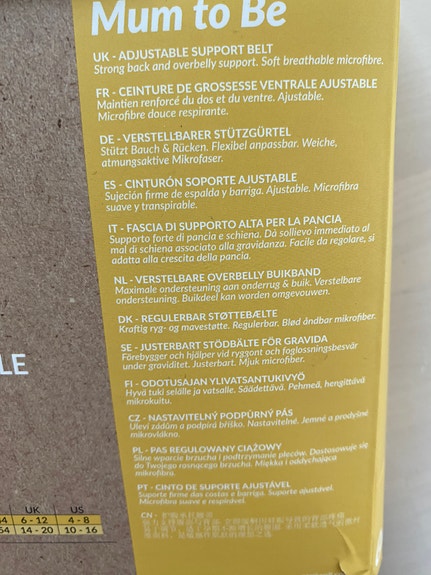 Mum to Be
UK - ADJUSTABLE SUPPORT BELT
Strong back and overbelly support. Soft breathable microfibre.
FR - CEINTURE DE GROSSESSE VENTRALE AJUSTABLE
Maintien renforcé du dos et du ventre. Ajustable.
Microfibre douce respirante.
DE - VERSTELLBARER STÜTZGÜRTEL
Stützt Bauch & Rücken. Flexibel anpassbar. Weiche,
atmungsaktive Mikrofaser.
ES - CINTURÓN SOPORTE AJUSTABLE
Sujeción firme de espalda y barriga. Ajustable. Microfibra
suave y transpirable.
IT - FASCIA DI SUPPORTO ALTA PER LA PANCIA
Supporto forte di pancia e schiena. Dà sollievo immediato al
mal di schiena associato alla gravidanza. Facile da regolare, si
adatta alla crescita della pancia.
NL - VERSTELBARE OVERBELLY BUIKBAND
Maximale ondersteuning aan onderrug & buik. Verstelbare
ondersteuning. Buikdeel kan worden omgevouwen.
DK - REGULERBAR STØTTEBÆLTE
Kraftig ryg- og mavestøtte. Regulerbar. Blød åndbar mikrofiber.
SE - JUSTERBART STÖDBÄLTE FÖR GRAVIDA
Förebygger och hjälper vid ryggont och foglossningsbesvär
under graviditet. Justerbart. Mjuk microfiber.
FI - ODOTUSAJAN YLIVATSANTUKIVYÖ
Hyvä tuki selälle ja vatsalle. Säädettävä. Pehmeä, hengittävä
mikrokuitu.
CZ - NASTAVITELNÝ PODPŮRNÝ PÁS
Uleví zádům a podpírá bříško. Nastavitelné. Jemné a prodyšné
mikrovlákno.
PL - PAS REGULOWANY CIĄŻOWY
Silne wparcie brzucha i podtrzymanie pleców. Dostosowuje się
do Twojego rosnącego brzucha. Miękka i oddychająca
mikrofibra.
PT - CINTO DE SUPORTE AJUSTÁVEL
Suporte firme das costas e barriga. Suporte ajustável.
Microfibra suave e respirável.
CN -
LE
UK US
54 6 - 12 4 - 8
64 14 - 20 10 - 16